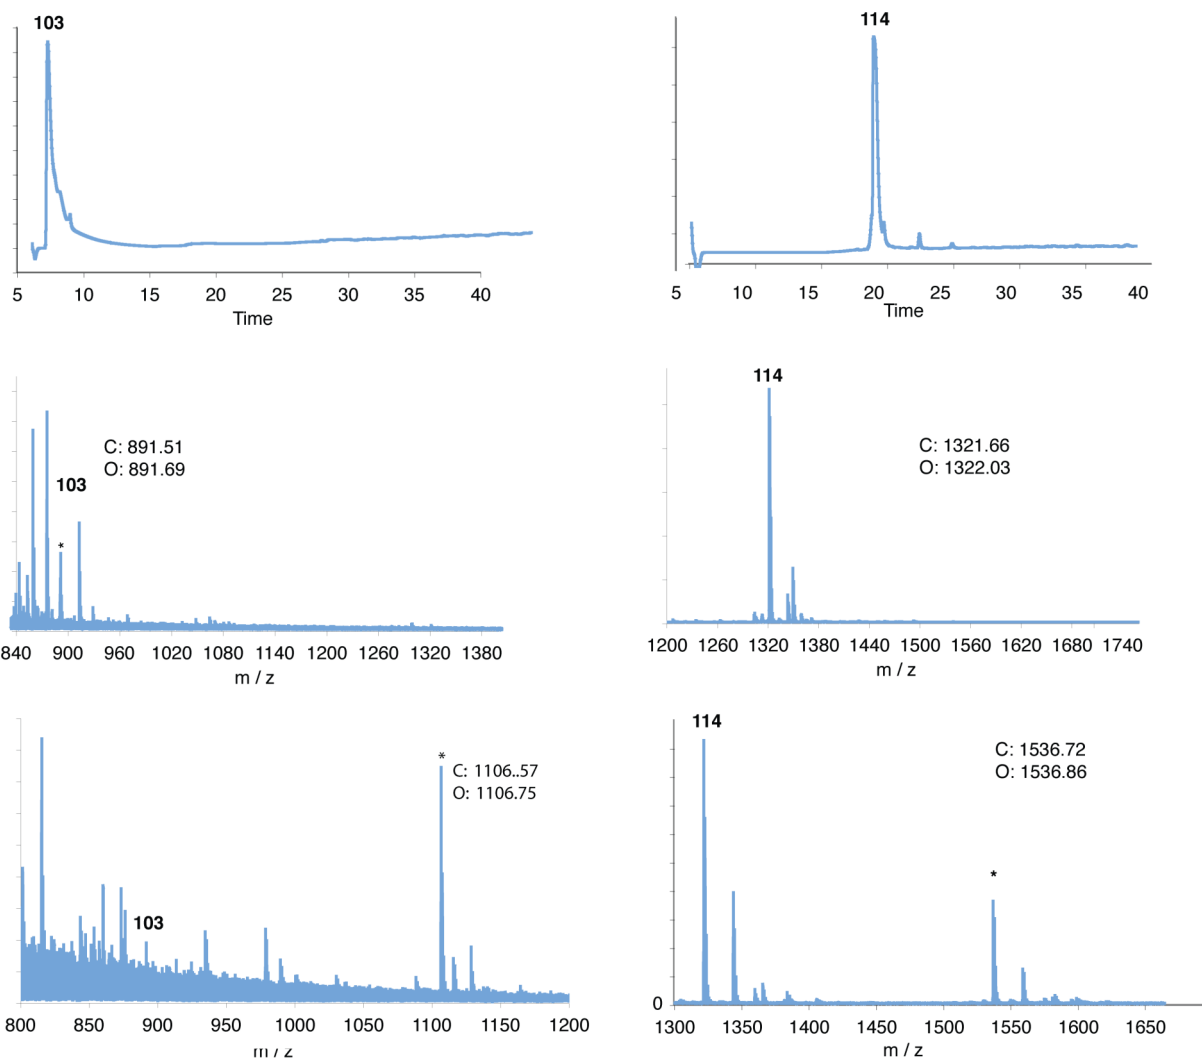 103
5 10 15 20 25 30 35 40
Time
114
5 10 15 20 25 30 35 40
Time
C: 891.51
O: 891.69
103
*
840 900 960 1020 1080 1140 1200 1260 1320 1380
m / z
114
C: 1321.66
O: 1322.03
1200 1260 1320 1380 1440 1500 1560 1620 1680 1740
m / z
*
C: 1106..57
O: 1106.75
103
800 850 900 950 1000 1050 1100 1150 1200
m / z
114
C: 1536.72
O: 1536.86
*
0
1300 1350 1400 1450 1500 1550 1600 1650
m / z